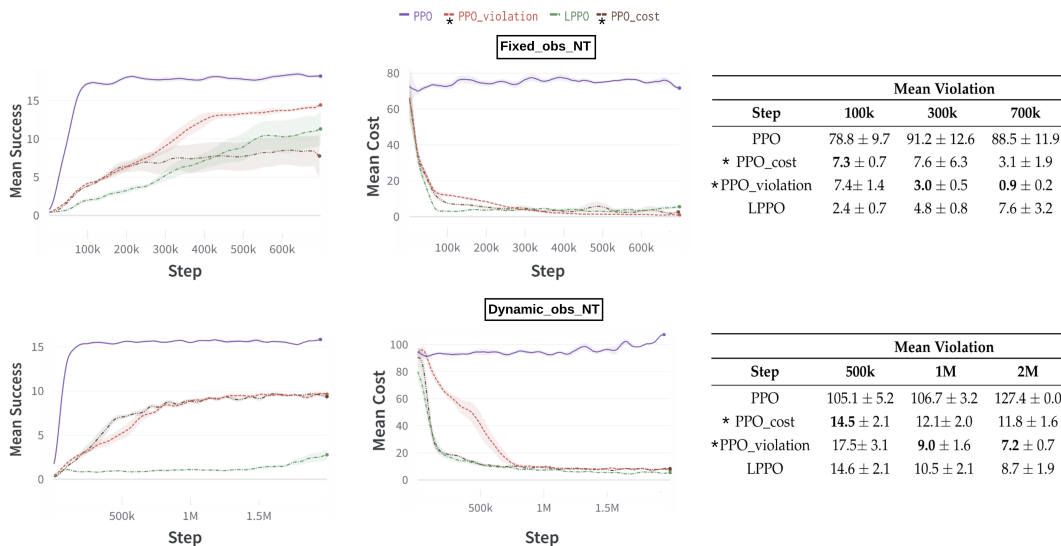 PPO * PPO_violation LPPO * PPO_cost
Fixed_obs_NT
Mean Success
15
10
5
0
100k 200k 300k 400k 500k 600k
Step
Mean Cost
80
60
40
20
0
100k 200k 300k 400k 500k 600k
Step
Mean Violation
Step 100k 300k 700k
PPO 78.8 ± 9.7 91.2 ± 12.6 88.5 ± 11.9
* PPO_cost 7.3 ± 0.7 7.6 ± 6.3 3.1 ± 1.9
*PPO_violation 7.4± 1.4 3.0 ± 0.5 0.9 ± 0.2
LPPO 2.4 ± 0.7 4.8 ± 0.8 7.6 ± 3.2
Dynamic_obs_NT
Mean Success
15
10
5
0
500k 1M 1.5M
Step
Mean Cost
100
80
60
40
20
0
500k 1M 1.5M
Step
Mean Violation
Step 500k 1M 2M
PPO 105.1 ± 5.2 106.7 ± 3.2 127.4 ± 0.0
* PPO_cost 14.5 ± 2.1 12.1± 2.0 11.8 ± 1.6
*PPO_violation 17.5± 3.1 9.0 ± 1.6 7.2 ± 0.7
LPPO 14.6 ± 2.1 10.5 ± 2.1 8.7 ± 1.9